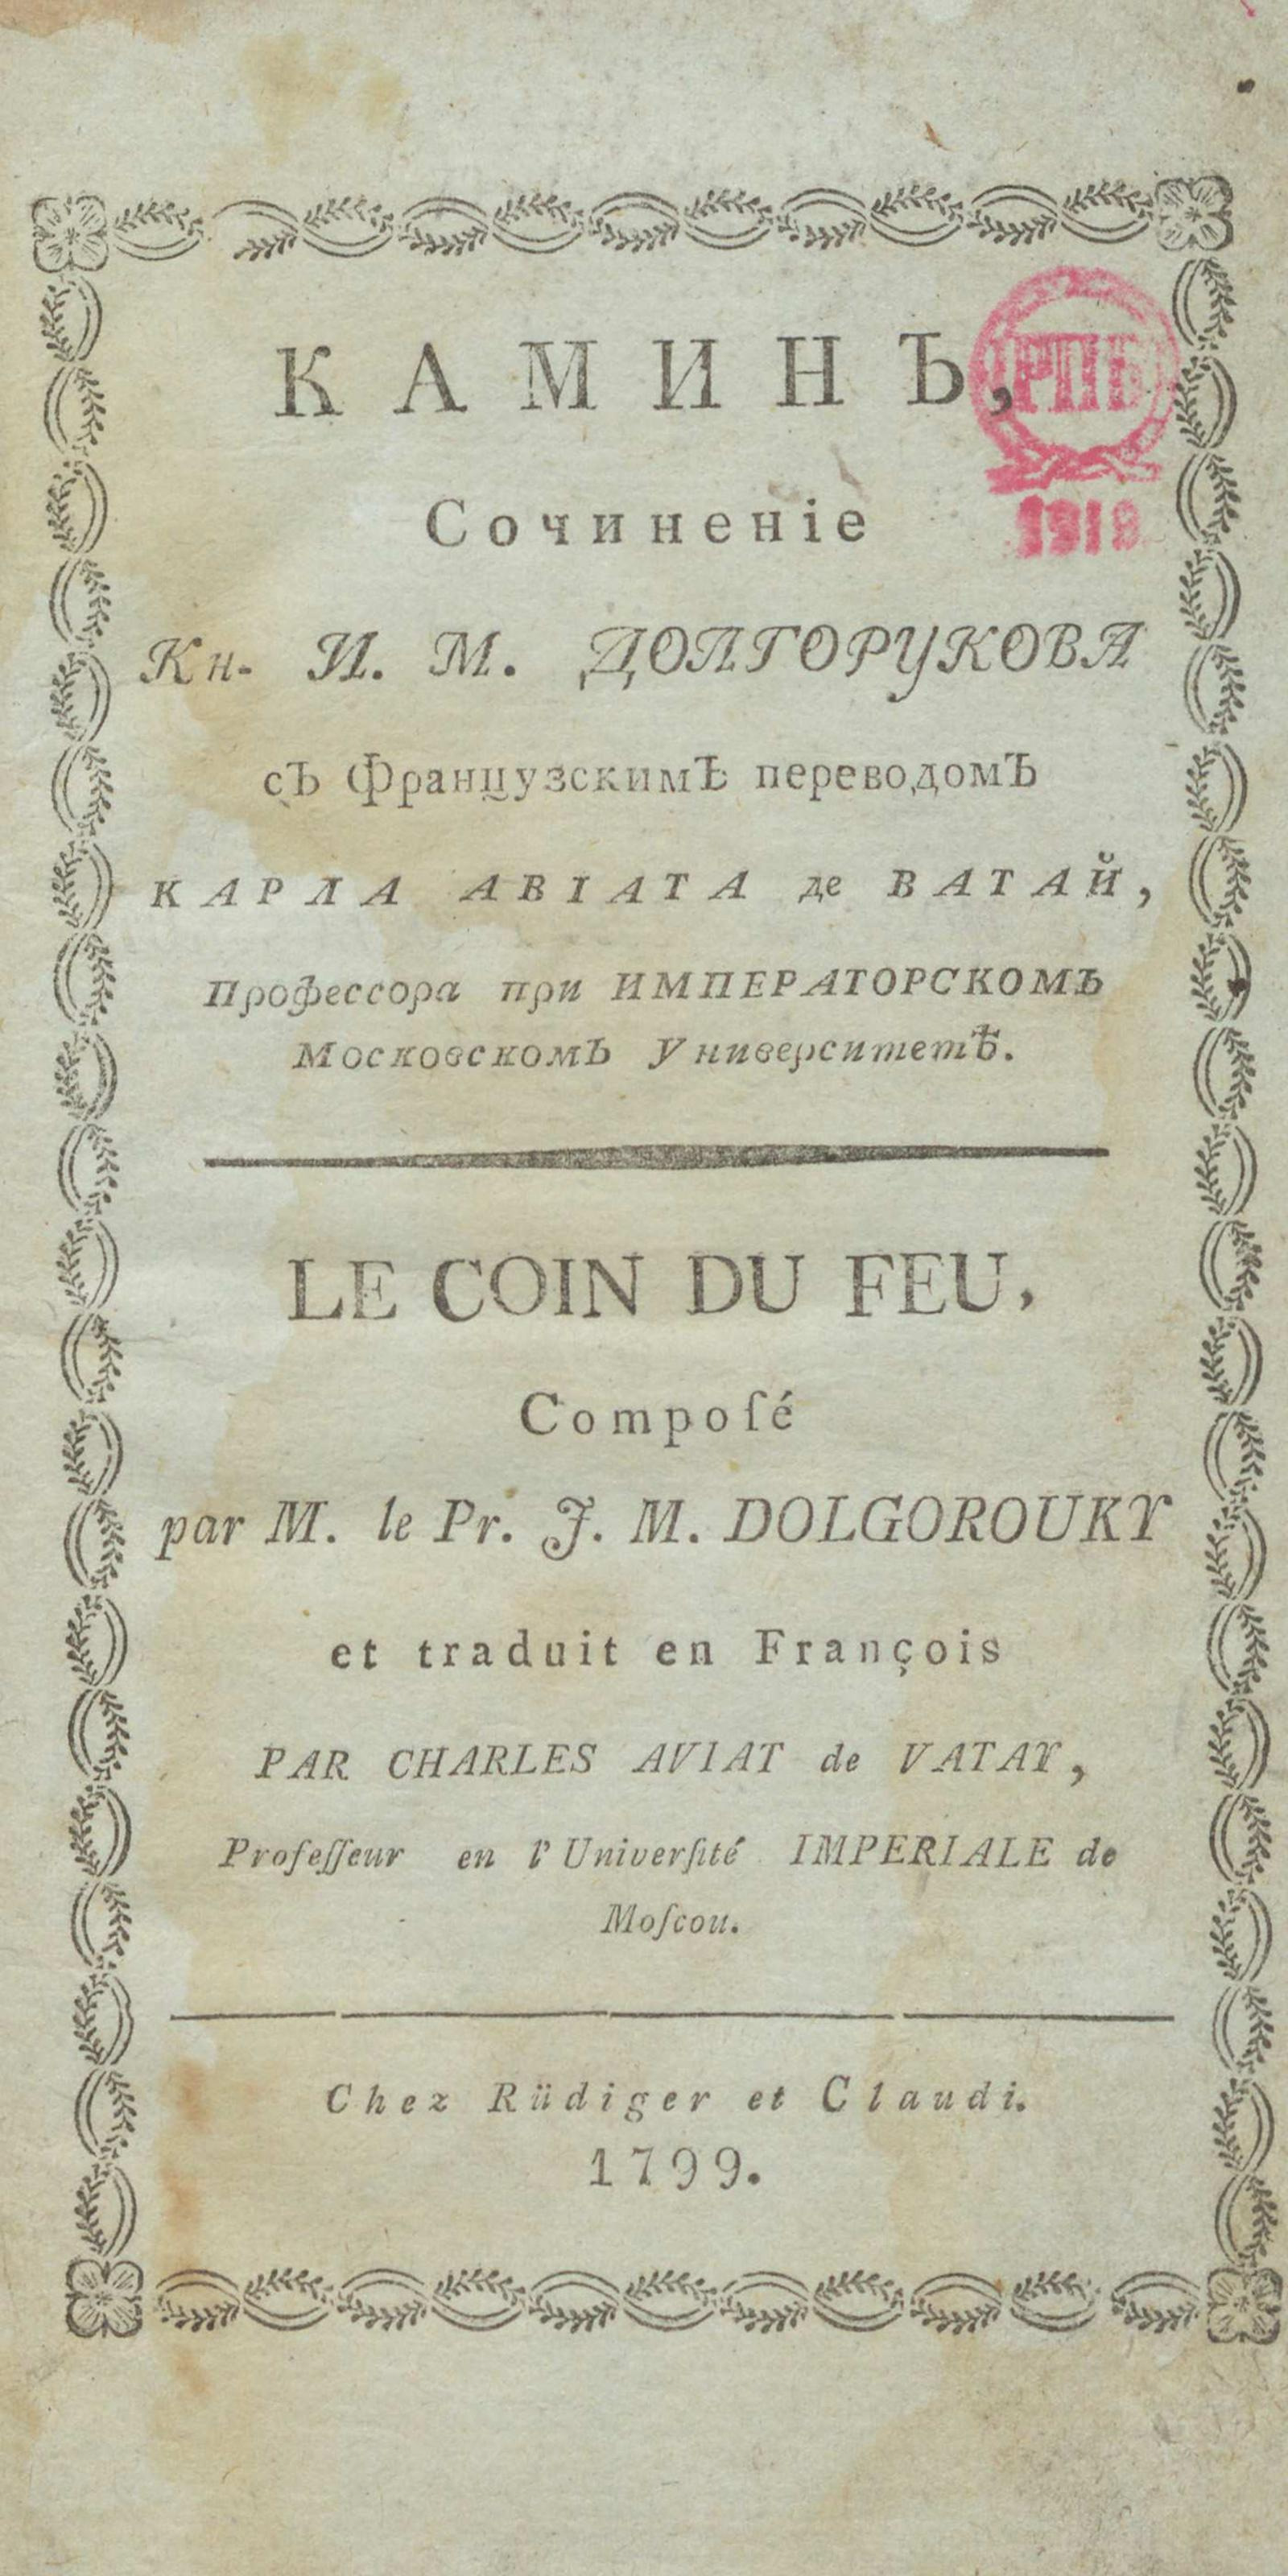 КАМИНЪ,
РПБ
1919
Сочиненіе
Кн. И. М. ДОЛГОРУКОВА
съ Французскимъ переводомъ
КАРЛА АВІАТА де ВАТАЙ,
Профессора при ИМПЕРАТОРСКОМЪ
Московскомъ Университетѣ.
LE COIN DU FEU,
Compoſé
par M. le Pr. J. M. DOLGOROUKY
et traduit en François
PAR CHARLES AVIAT de VATAY,
Profeſſeur en l'Univerſité IMPERIALE de
Moſcou.
Chez Rüdiger et Claudi.
1799.